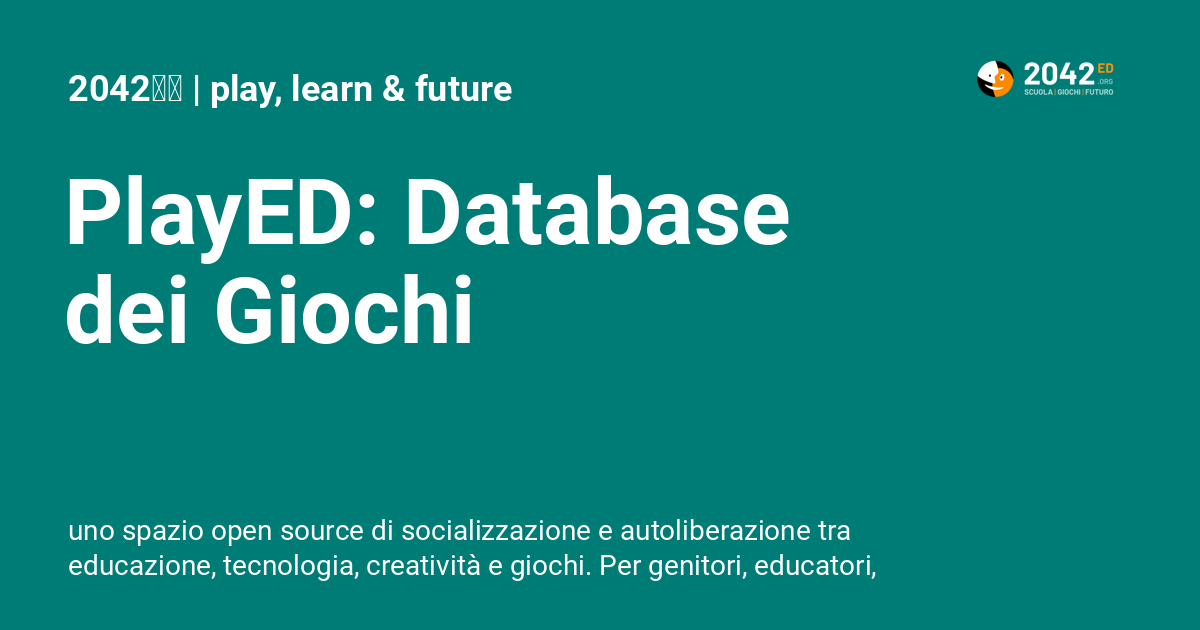 2042 | play, learn & future
2042 ED
.ORG
SCUOLA | GIOCHI | FUTURO
PlayED: Database
dei Giochi
uno spazio open source di socializzazione e autoliberazione tra
educazione, tecnologia, creatività e giochi. Per genitori, educatori,